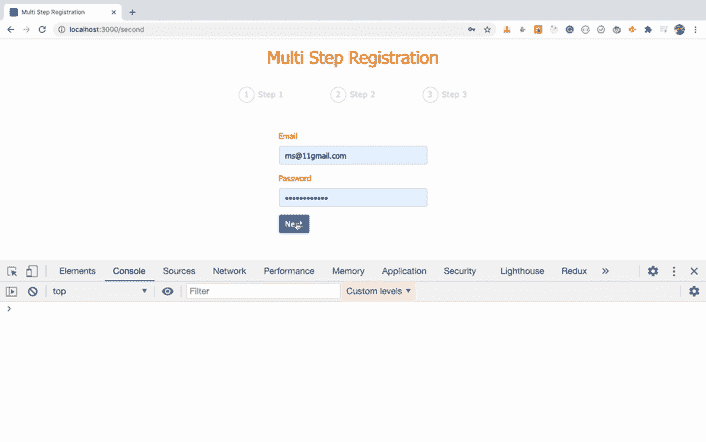 Multi Step Registration
localhost:3000/second
Multi Step Registration
1 Step 1 2 Step 2 3 Step 3
Email
ms@11gmail.com
Password
••••••••••••
Next
Elements Console Sources Network Performance Memory Application Security Lighthouse Redux
top Filter Custom levels